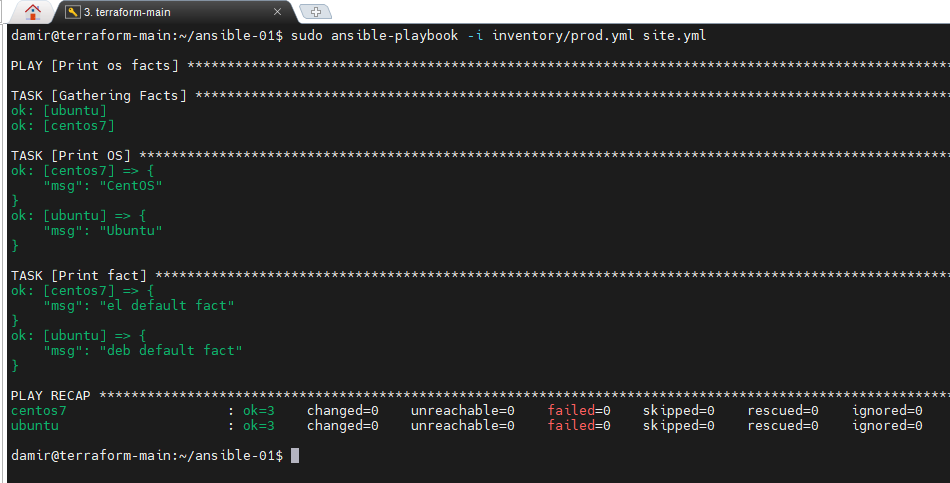 3. terraform-main
damir@terraform-main:~/ansible-01$ sudo ansible-playbook -i inventory/prod.yml site.yml
PLAY [Print os facts] ***********************************************************************************************
TASK [Gathering Facts] **********************************************************************************************
ok: [ubuntu]
ok: [centos7]
TASK [Print OS] *****************************************************************************************************
ok: [centos7] => {
    "msg": "CentOS"
}
ok: [ubuntu] => {
    "msg": "Ubuntu"
}
TASK [Print fact] ***************************************************************************************************
ok: [centos7] => {
    "msg": "el default fact"
}
ok: [ubuntu] => {
    "msg": "deb default fact"
}
PLAY RECAP **********************************************************************************************************
centos7                    : ok=3    changed=0    unreachable=0    failed=0    skipped=0    rescued=0    ignored=0
ubuntu                     : ok=3    changed=0    unreachable=0    failed=0    skipped=0    rescued=0    ignored=0
damir@terraform-main:~/ansible-01$